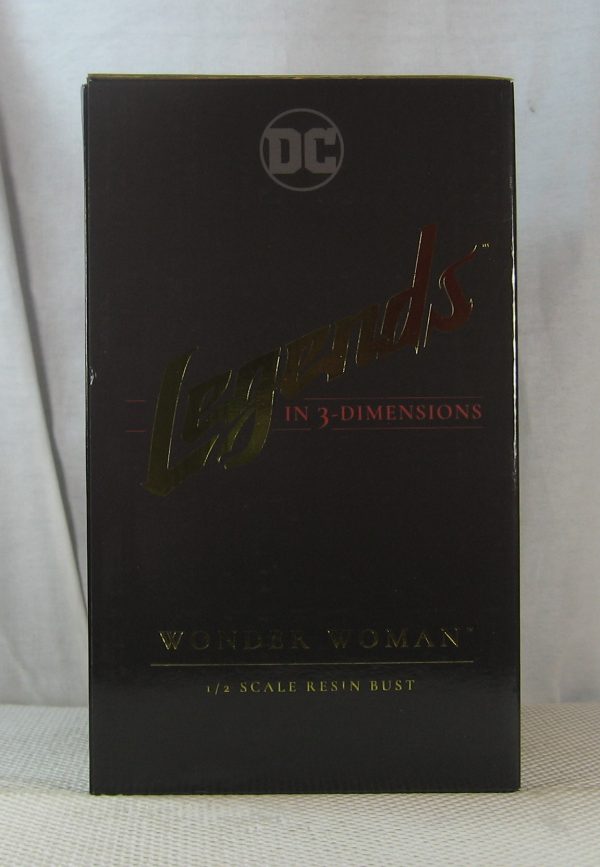 DC
Legends™
IN 3-DIMENSIONS
WONDER WOMAN™
1/2 SCALE RESIN BUST